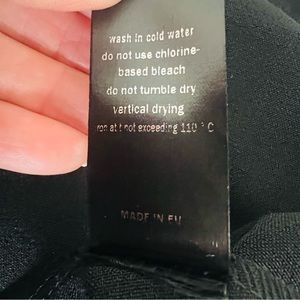 wash in cold water
do not use chlorine-
based bleach
do not tumble dry
vertical drying
ron at t not exceeding 110 ° C
MADE IN EU